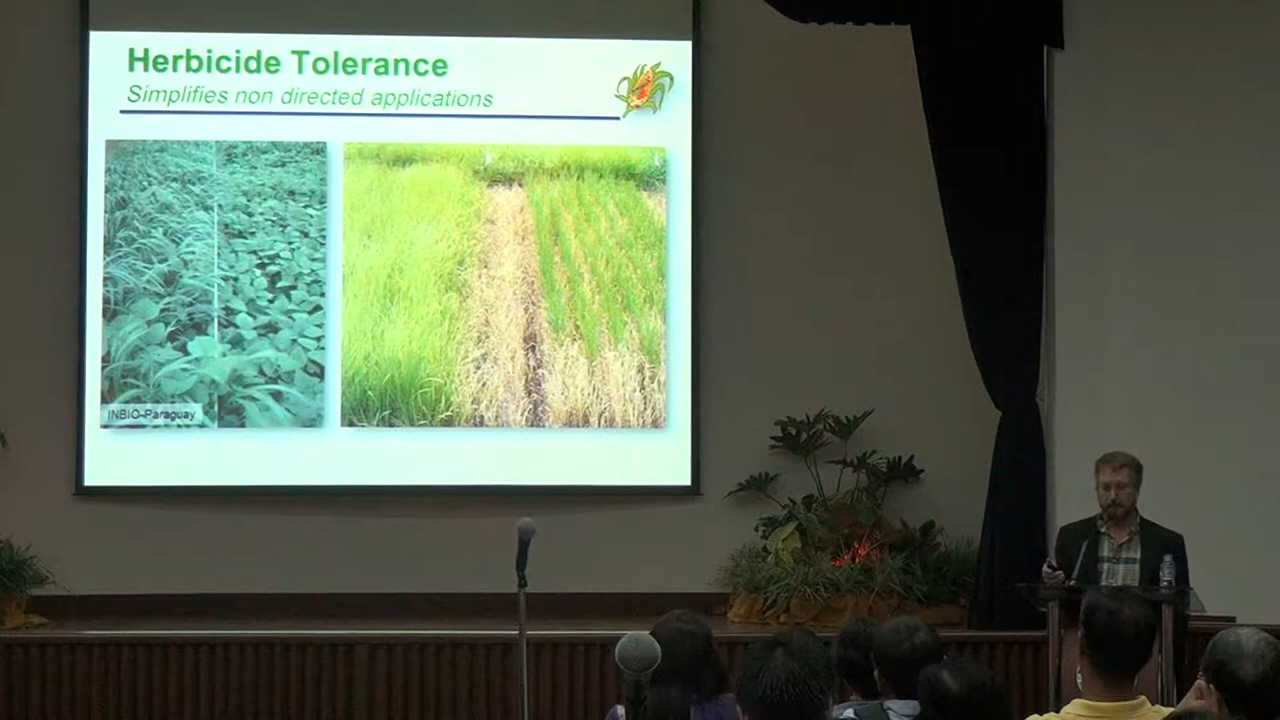 Herbicide Tolerance
Simplifies non directed applications
INBIO-Paraguay